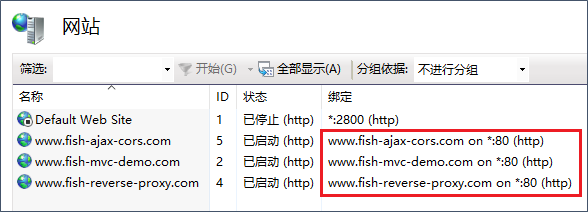 网站
筛选: 开始(G) 全部显示(A) 分组依据: 不进行分组
名称 ID 状态 绑定
Default Web Site 1 已停止 (http) *:2800 (http)
www.fish-ajax-cors.com 5 已启动 (http) www.fish-ajax-cors.com on *:80 (http)
www.fish-mvc-demo.com 2 已启动 (http) www.fish-mvc-demo.com on *:80 (http)
www.fish-reverse-proxy.com 4 已启动 (http) www.fish-reverse-proxy.com on *:80 (http)